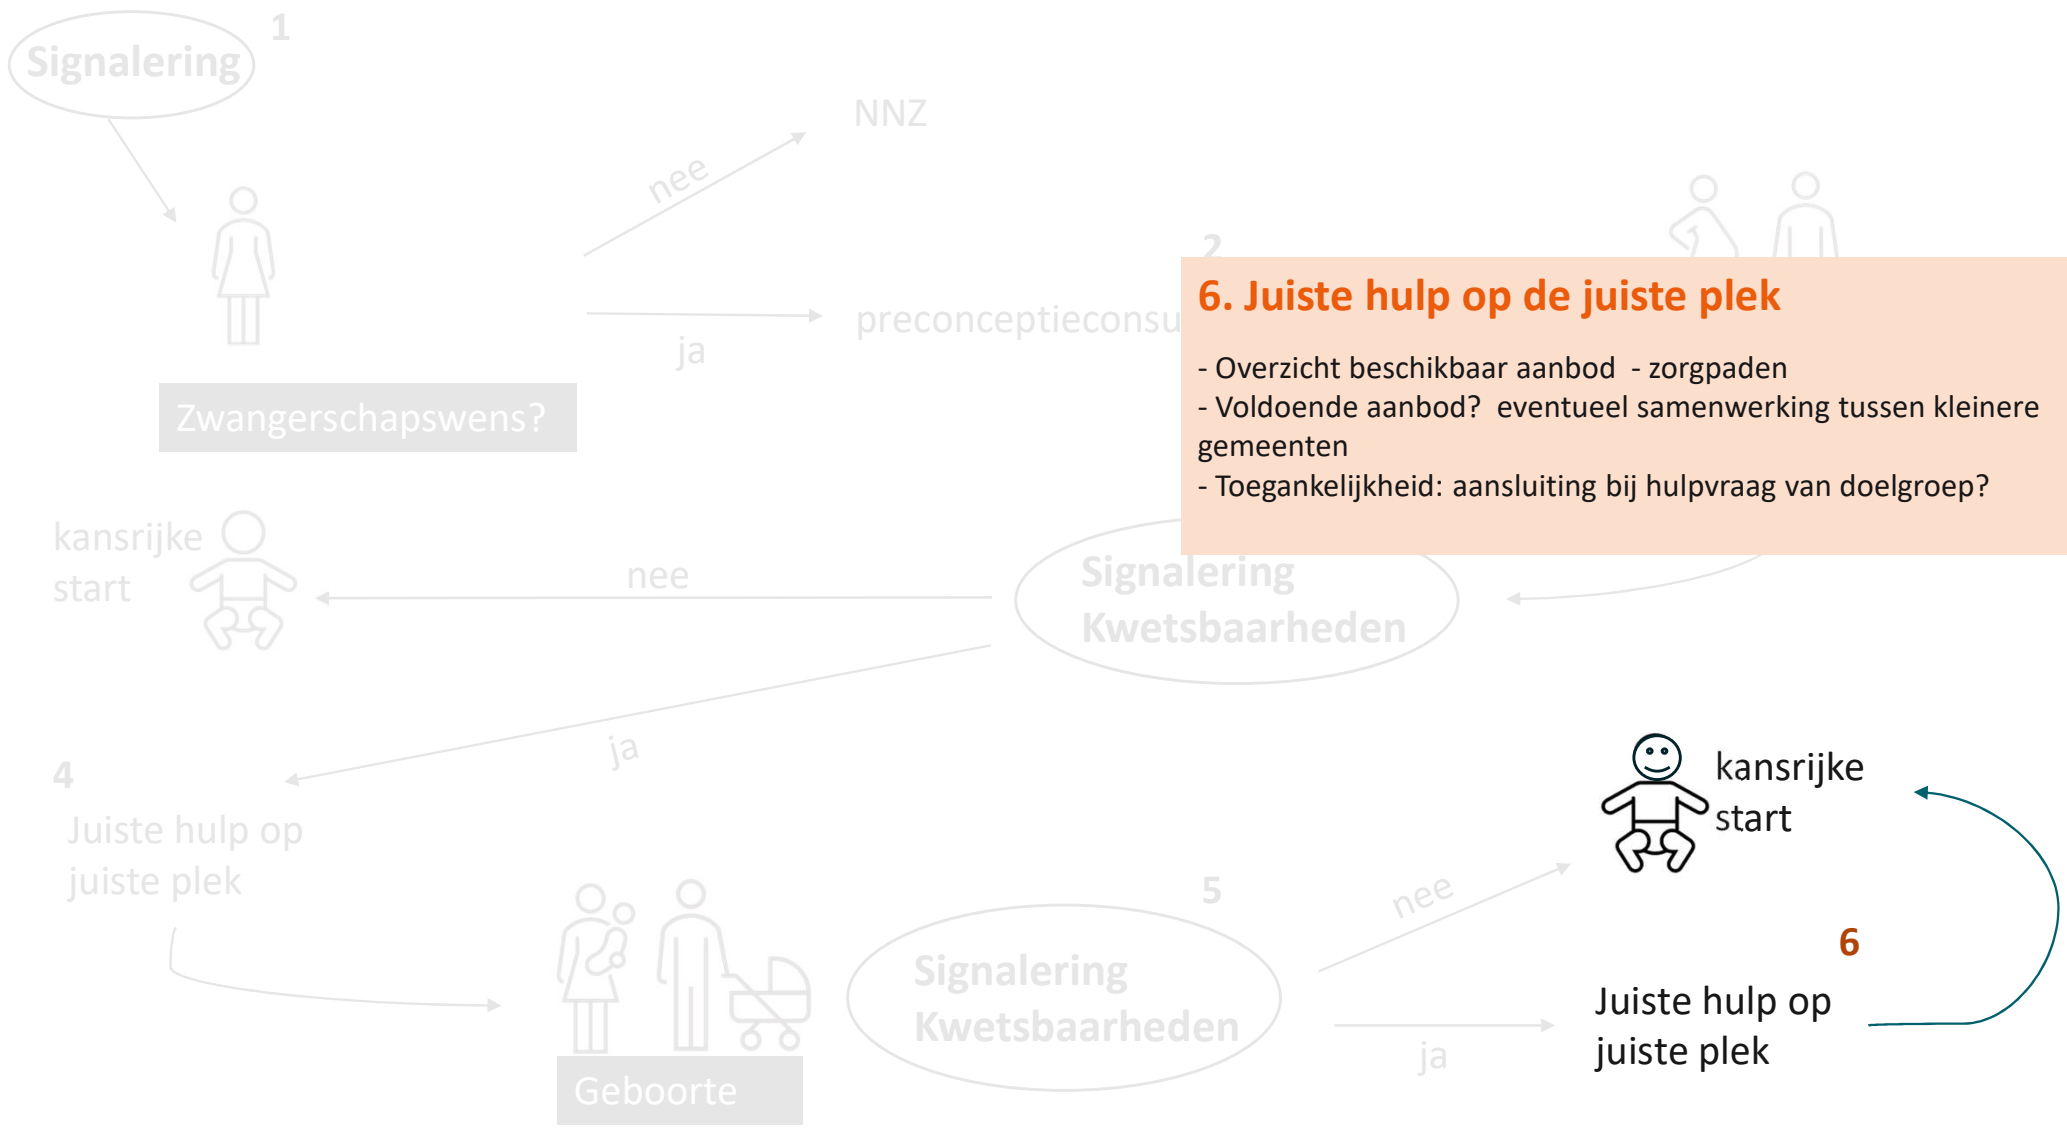 1
Signalering
NNZ
nee
2
preconceptieconsu
ja
Zwangerschapswens?
6. Juiste hulp op de juiste plek
- Overzicht beschikbaar aanbod - zorgpaden
- Voldoende aanbod? eventueel samenwerking tussen kleinere
gemeenten
- Toegankelijkheid: aansluiting bij hulpvraag van doelgroep?
kansrijke
start
nee
Signalering
Kwetsbaarheden
ja
4
Juiste hulp op
juiste plek
Geboorte
5
Signalering
Kwetsbaarheden
nee
ja
kansrijke
start
6
Juiste hulp op
juiste plek